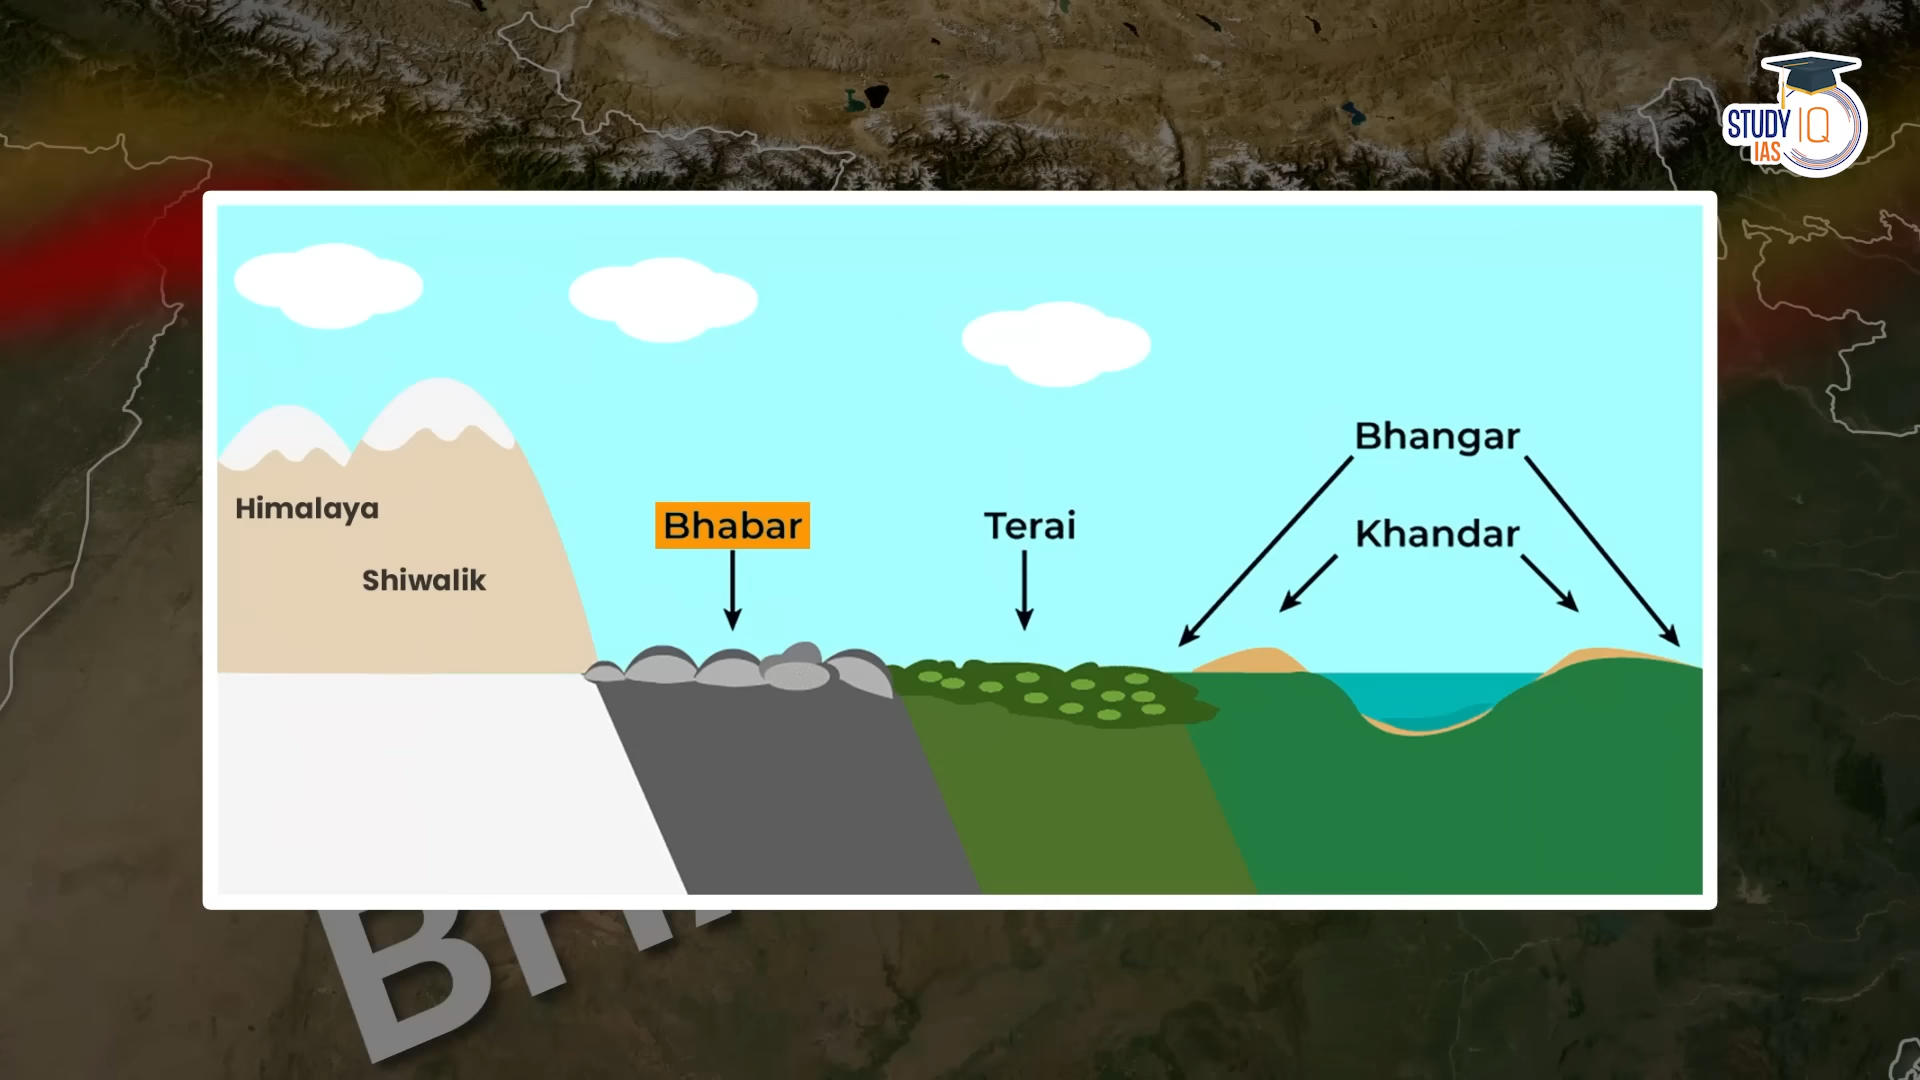 STUDY IQ
IAS
Bhangar
Himalaya
Bhabar
Terai
Khandar
Shiwalik